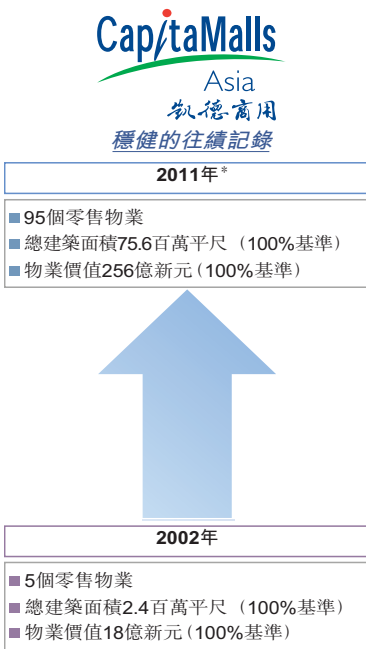 CapitaMalls
Asia
凱德商用
穩健的往績記錄
2011年*
95個零售物業
總建築面積75.6百萬平尺（100%基準）
物業價值256億新元（100%基準）
2002年
5個零售物業
總建築面積2.4百萬平尺（100%基準）
物業價值18億新元（100%基準）